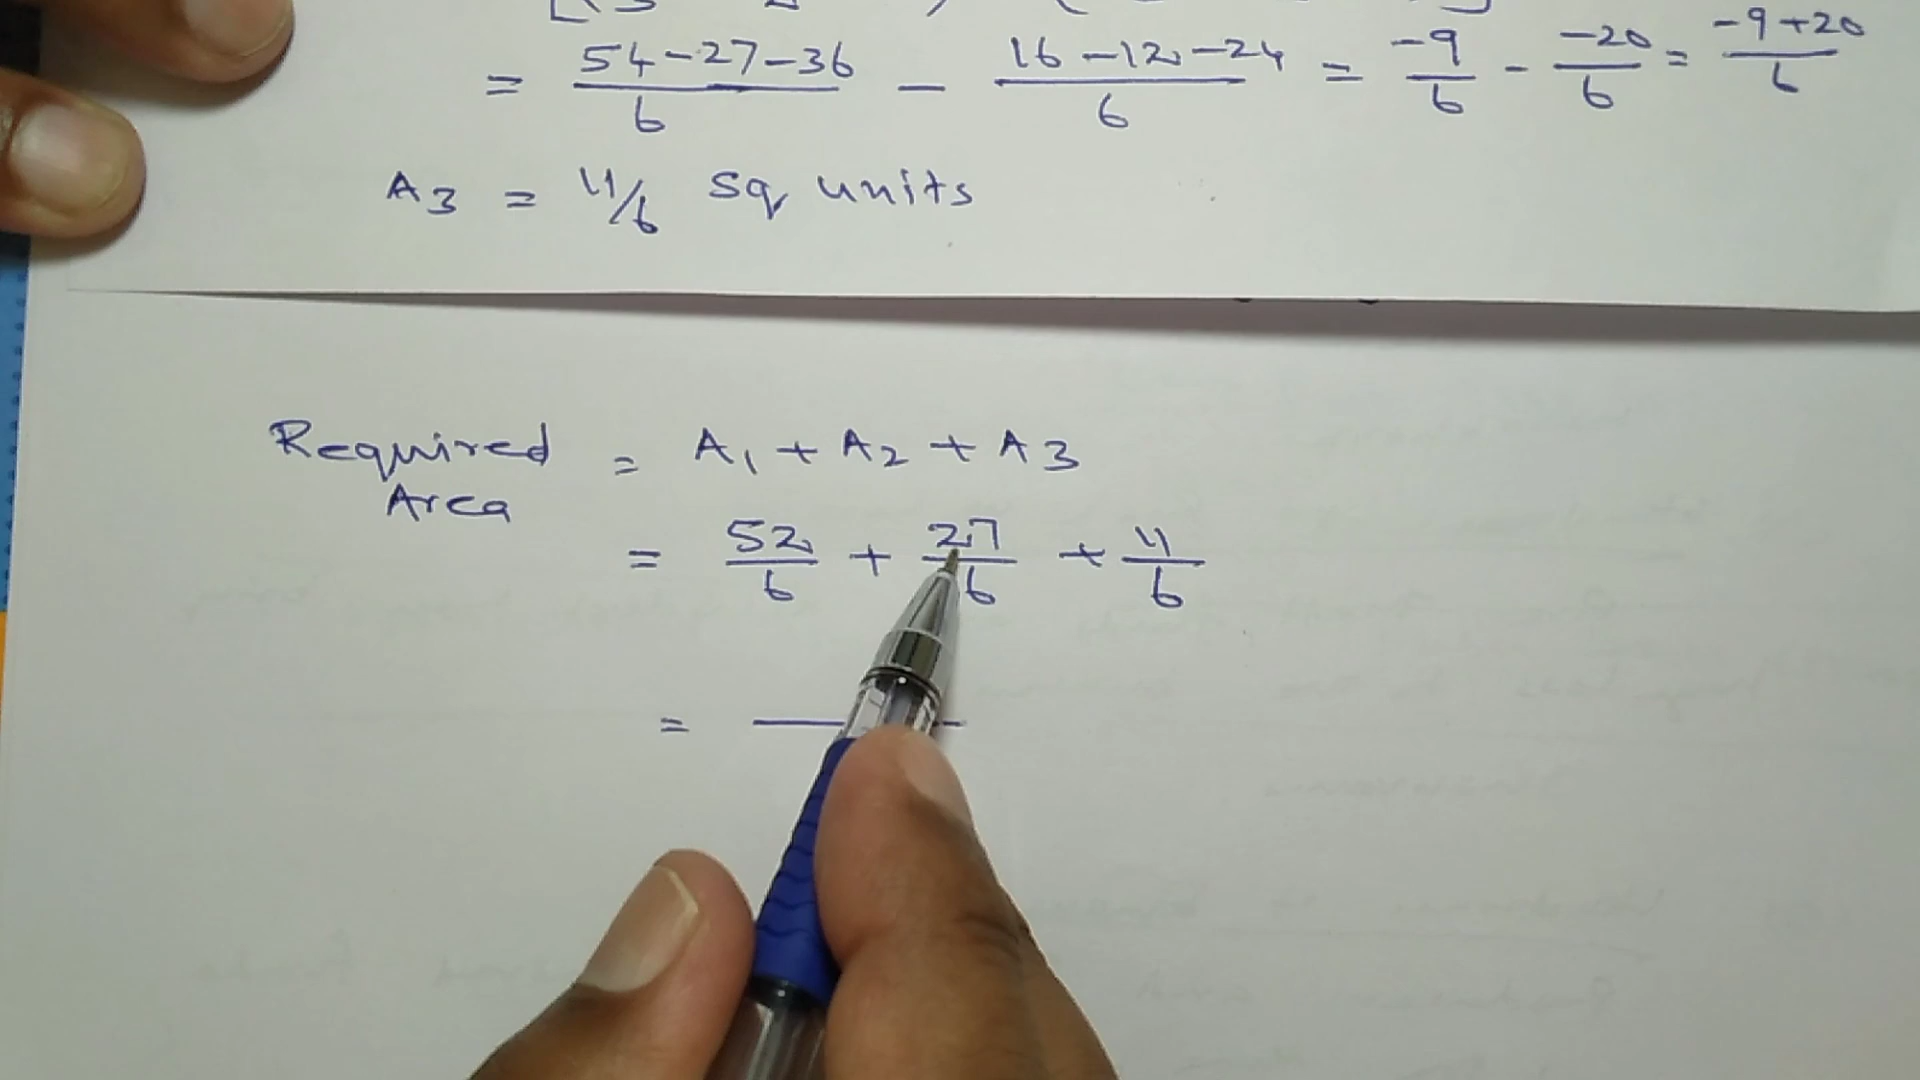 = 54-27-36/6 - 16-12-24/6 = -9/6 - -20/6 = -9+20/6
A3 = 11/6 sq units
Required Area = A1 + A2 + A3
= 52/6 + 27/6 + 11/6
=